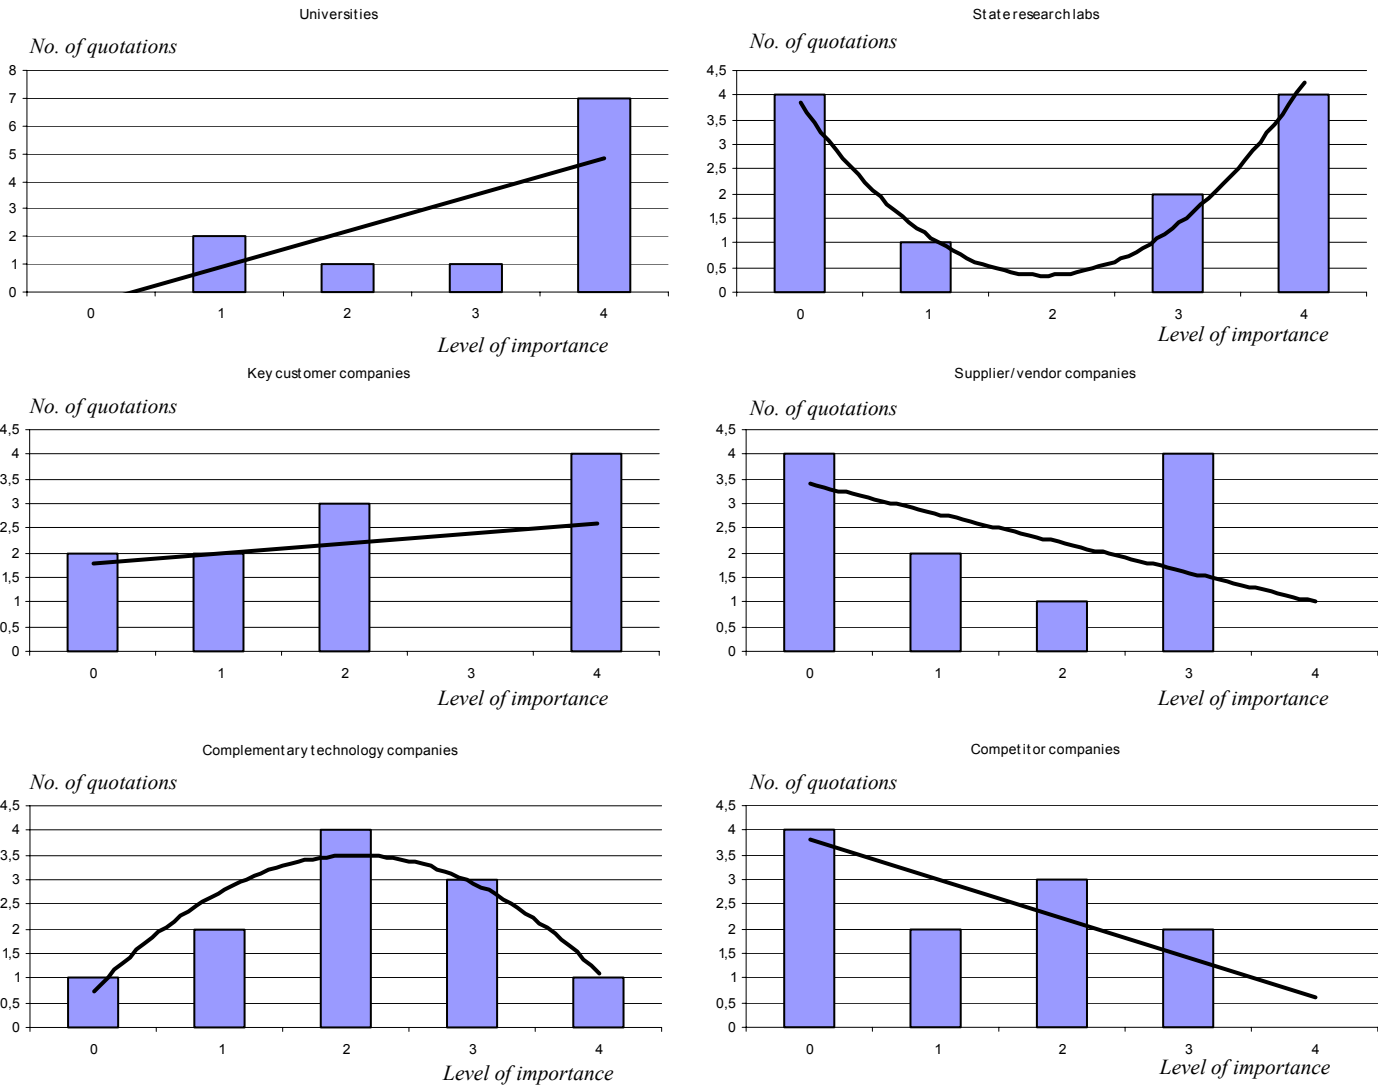 Universities
No. of quotations
8
7
6
5
4
3
2
1
0
0 1 2 3 4
Level of importance
State research labs
No. of quotations
4,5
4
3,5
3
2,5
2
1,5
1
0,5
0
0 1 2 3 4
Level of importance
Key customer companies
No. of quotations
4,5
4
3,5
3
2,5
2
1,5
1
0,5
0
0 1 2 3 4
Level of importance
Supplier/vendor companies
No. of quotations
4,5
4
3,5
3
2,5
2
1,5
1
0,5
0
0 1 2 3 4
Level of importance
Complementary technology companies
No. of quotations
4,5
4
3,5
3
2,5
2
1,5
1
0,5
0
0 1 2 3 4
Level of importance
Competitor companies
No. of quotations
4,5
4
3,5
3
2,5
2
1,5
1
0,5
0
0 1 2 3 4
Level of importance